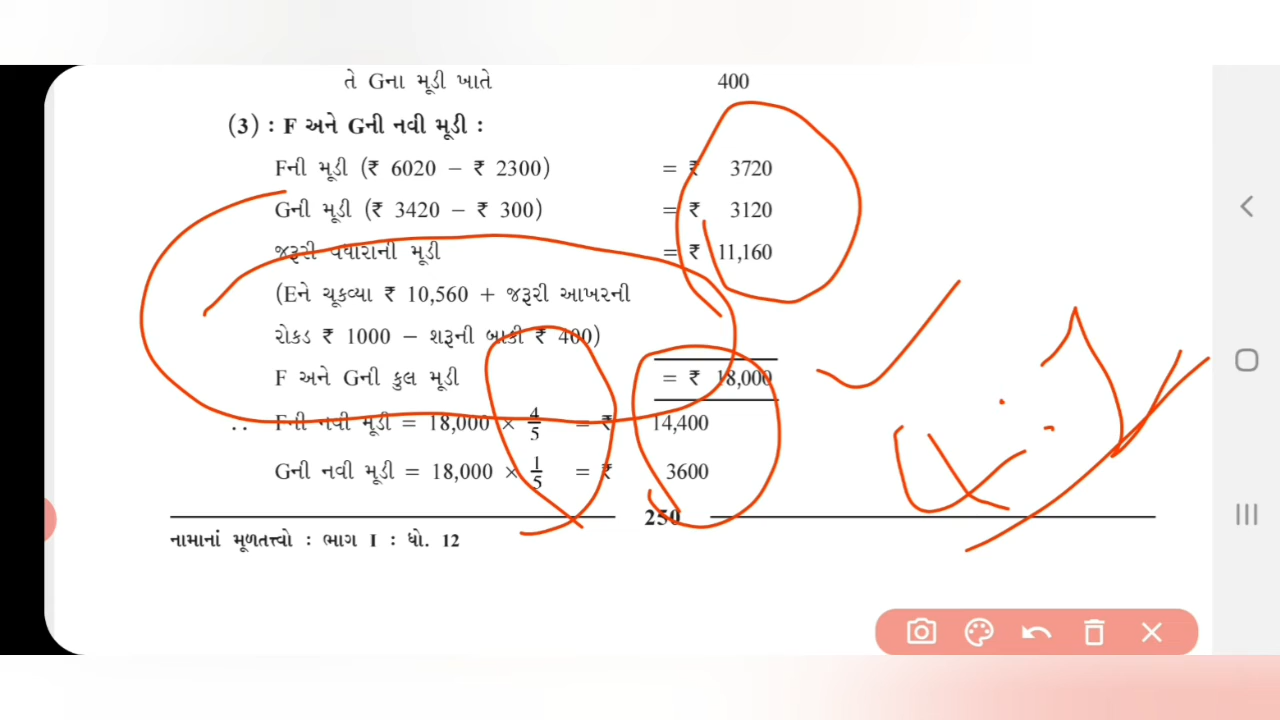 તે Gના મૂડી ખાતે 400
(3) : F અને Gની નવી મૂડી :
Fની મૂડી (₹ 6020 – ₹ 2300) = ₹ 3720
Gની મૂડી (₹ 3420 – ₹ 300) = ₹ 3120
જરૂરી વધારાની મૂડી = ₹ 11,160
(Eને ચૂકવ્યા ₹ 10,560 + જરૂરી આખરની
રોકડ ₹ 1000 – શરૂની બાકી ₹ 400)
F અને Gની કુલ મૂડી = ₹ 18,000
∴ Fની નવી મૂડી = 18,000 × 4/5 = ₹ 14,400
Gની નવી મૂડી = 18,000 × 1/5 = ₹ 3600
250
નામાનાં મૂળતત્ત્વો : ભાગ I : ધો. 12